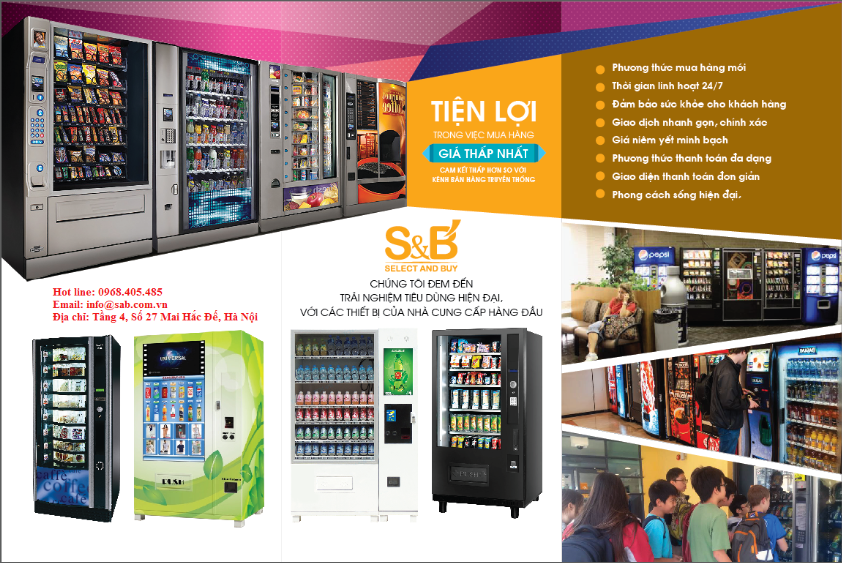 TIỆN LỢI
TRONG VIỆC MUA HÀNG
GIÁ THẤP NHẤT
CAM KẾT THẤP HƠN SO VỚI
KÊNH BÁN HÀNG TRUYỀN THỐNG
Phương thức mua hàng mới
Thời gian linh hoạt 24/7
Đảm bảo sức khỏe cho khách hàng
Giao dịch nhanh gọn, chính xác
Giá niêm yết minh bạch
Phương thức thanh toán đa dạng
Giao diện thanh toán đơn giản
Phong cách sống hiện đại.
S&B
SELECT AND BUY
CHÚNG TÔI ĐEM ĐẾN
TRẢI NGHIỆM TIÊU DÙNG HIỆN ĐẠI,
VỚI CÁC THIẾT BỊ CỦA NHÀ CUNG CẤP HÀNG ĐẦU
Hot line: 0968.405.485
Email: info@sab.com.vn
Địa chỉ: Tầng 4, Số 27 Mai Hắc Đế, Hà Nội
pepsi
pepsi
UNIVERSAL
PUSH
caffe
coffee
cafe